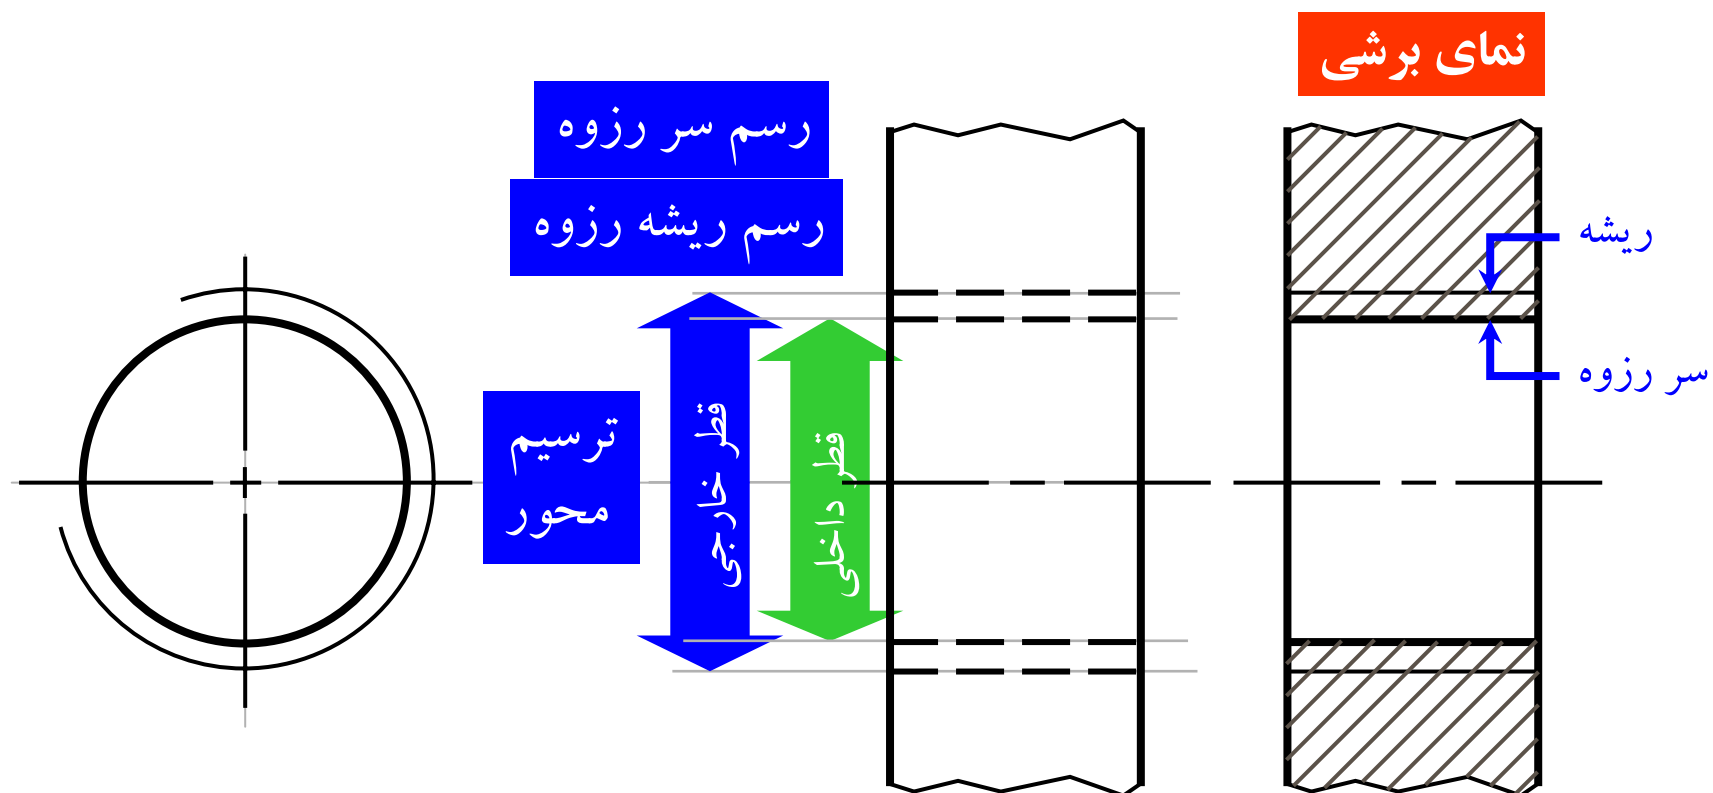 نمای برشی
رسم سر رزوه
رسم ریشه رزوه
ریشه
سر رزوه
ترسیم
محور
قطر خارجی
قطر داخلی